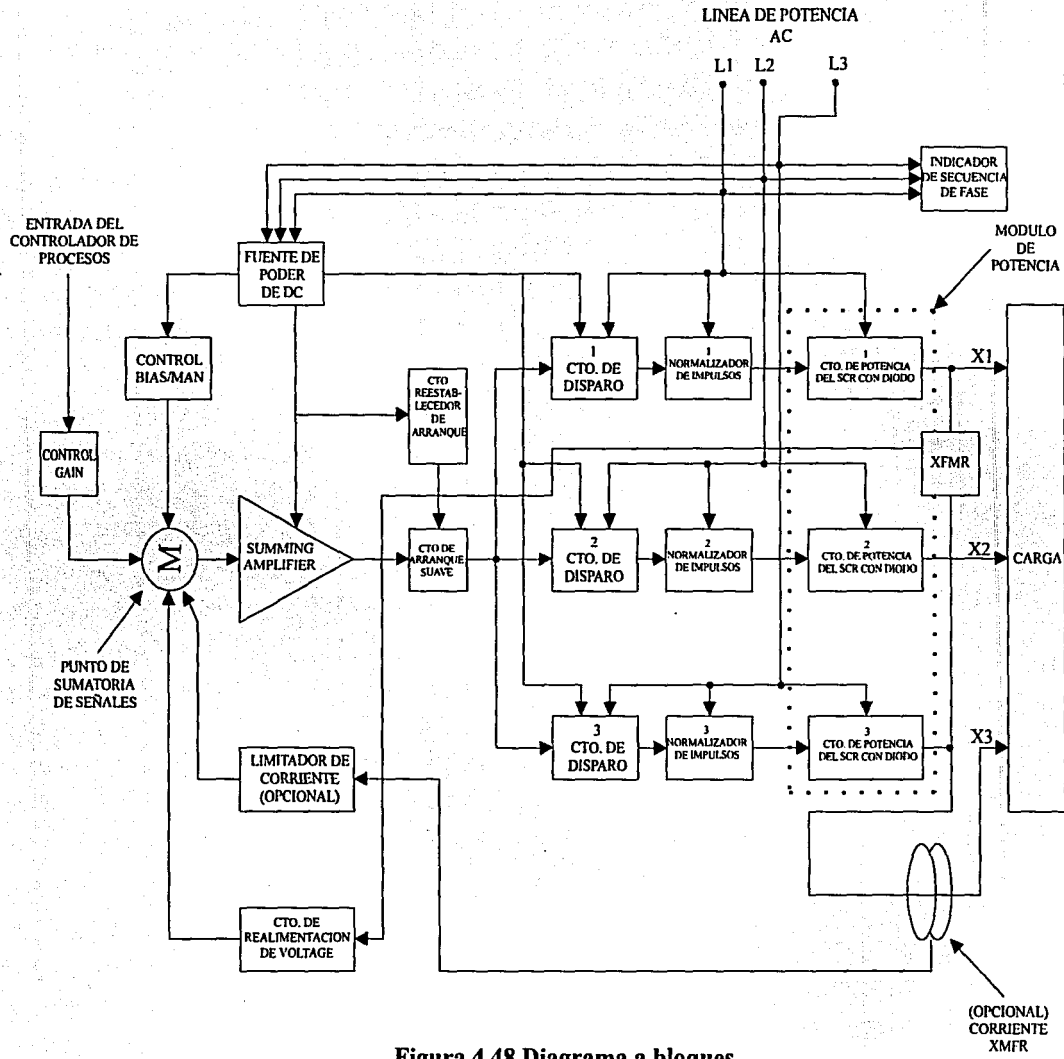 LINEA DE POTENCIA
AC
L1 L2 L3
INDICADOR
DE SECUENCIA
DE FASE
ENTRADA DEL
CONTROLADOR DE
PROCESOS
FUENTE DE
PODER
DE DC
MODULO
DE
POTENCIA
CONTROL
BIAS/MAN
CTO
REESTAB-
LECEDOR
DE
ARRANQUE
1
CTO. DE
DISPARO
1
NORMALIZADOR
DE IMPULSOS
1
CTO. DE POTENCIA
DEL SCR CON DIODO
X1
CONTROL
GAIN
XFMR
M
SUMMING
AMPLIFIER
CTO DE
ARRANQUE
SUAVE
2
CTO. DE
DISPARO
2
NORMALIZADOR
DE IMPULSOS
2
CTO. DE POTENCIA
DEL SCR CON DIODO
X2
CARGA
PUNTO DE
SUMATORIA
DE SEÑALES
3
CTO. DE
DISPARO
3
NORMALIZADOR
DE IMPULSOS
3
CTO. DE POTENCIA
DEL SCR CON DIODO
X3
LIMITADOR DE
CORRIENTE
(OPCIONAL)
CTO. DE
REALIMENTACION
DE VOLTAGE
(OPCIONAL)
CORRIENTE
XMFR
Figura 4.48 Diagrama a bloques